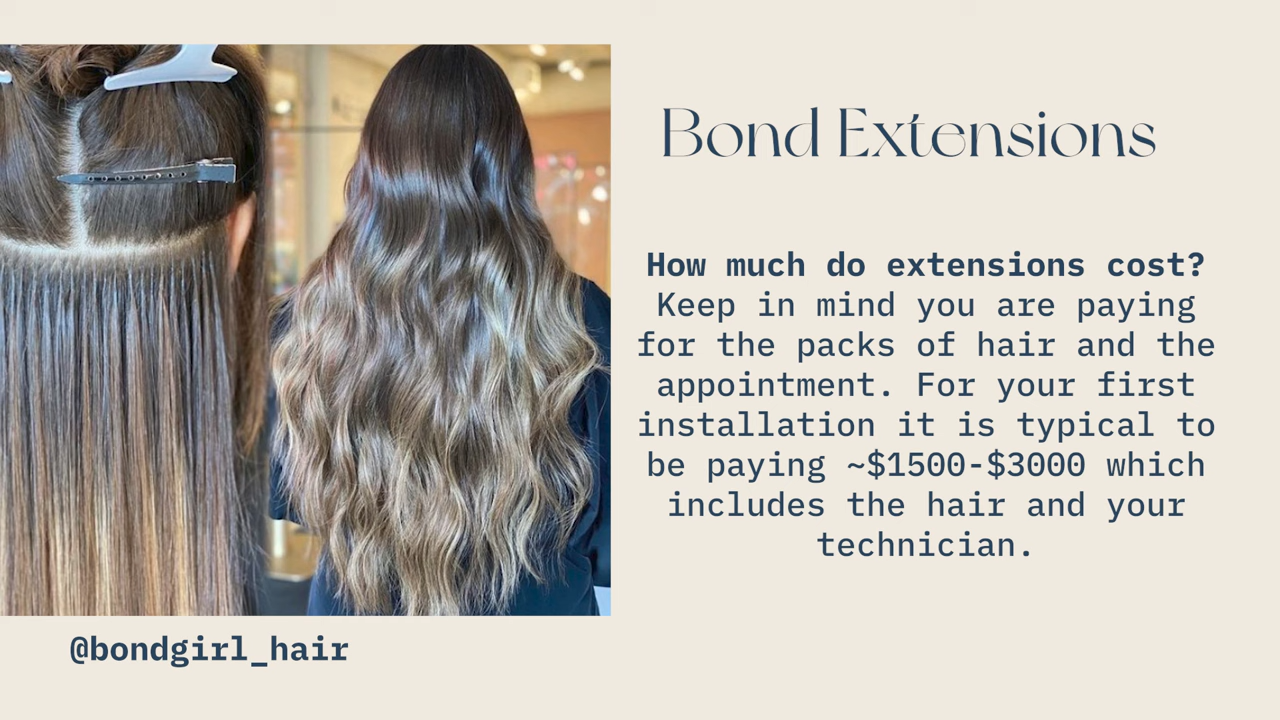 Bond Extensions
How much do extensions cost?
Keep in mind you are paying
for the packs of hair and the
appointment. For your first
installation it is typical to
be paying ~$1500-$3000 which
includes the hair and your
technician.
@bondgirl_hair